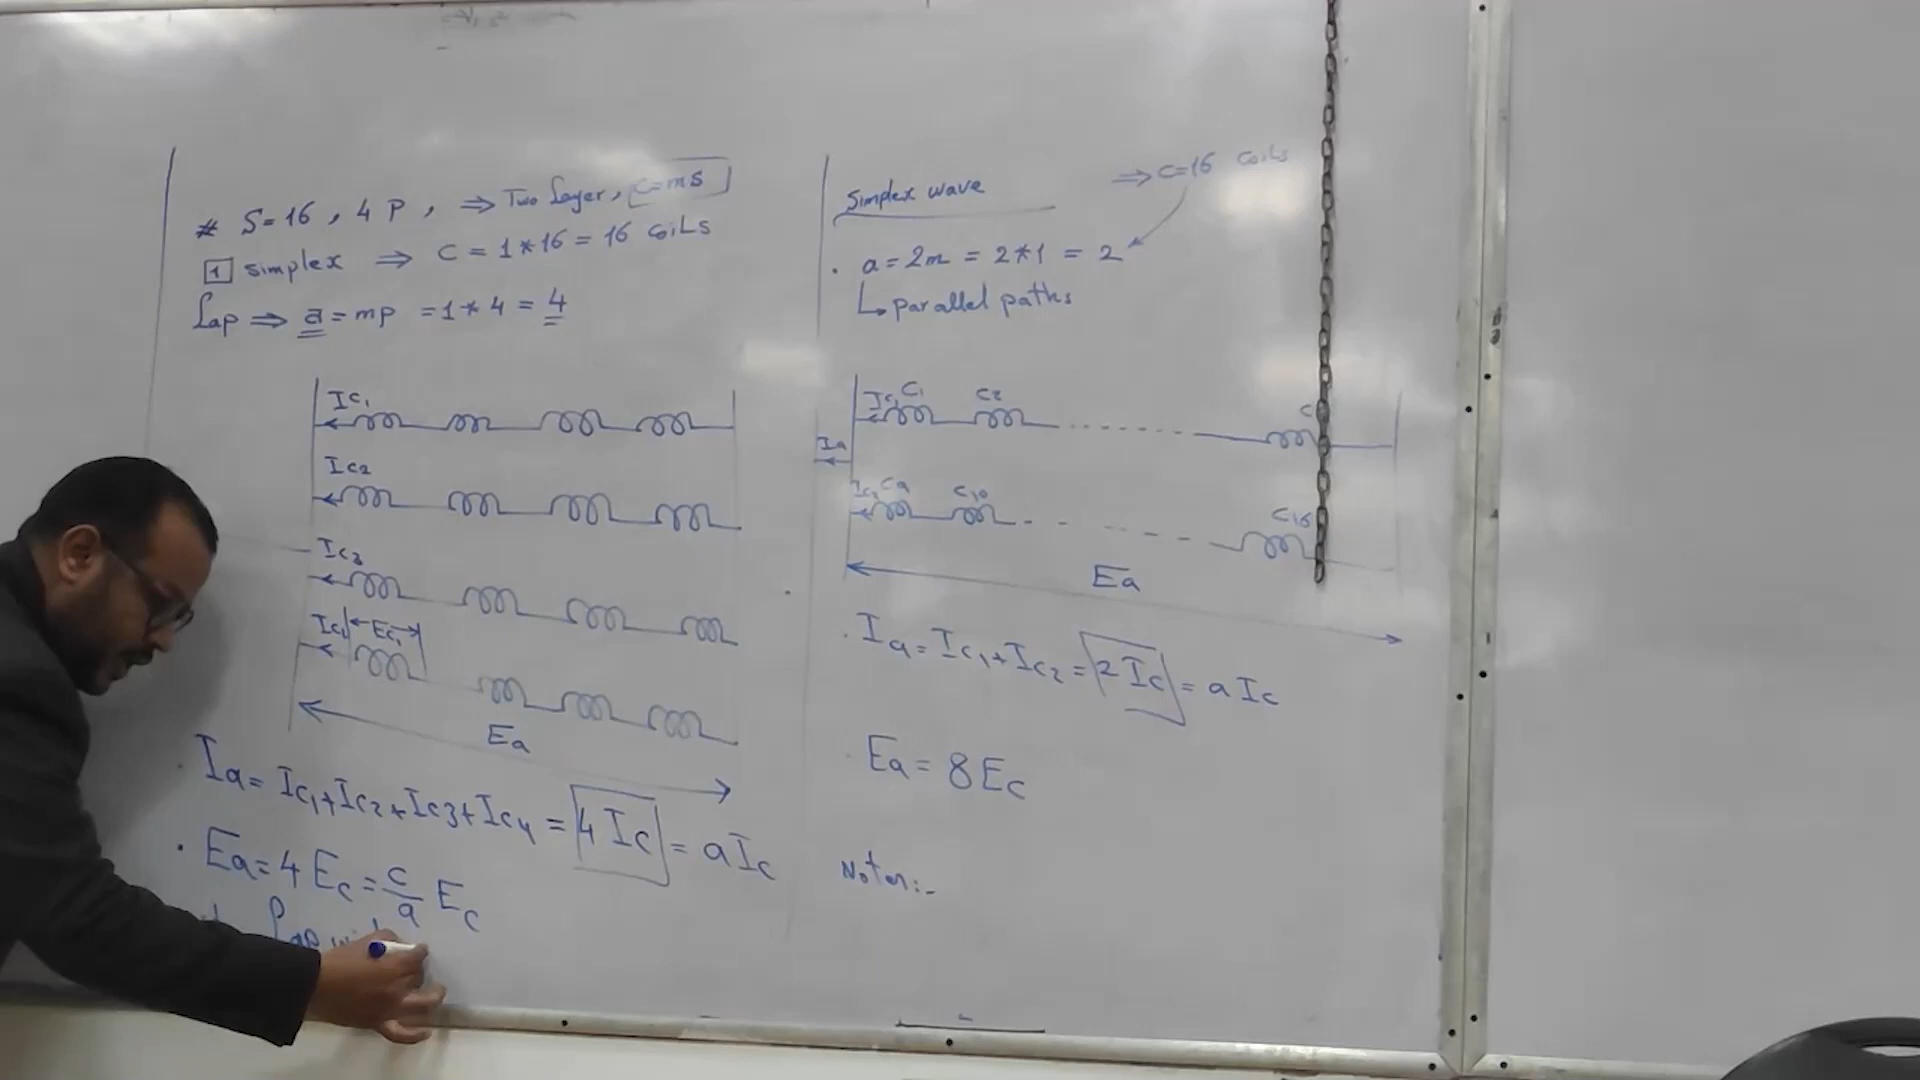 # S=16, 4 P, ⇒ Two layer, C=mS
1 simplex ⇒ C = 1*16 = 16 coils
Lap ⇒ a = mp = 1*4 = 4
Ic1
Ic2
Ic3
Ec1
Ea
Ia = Ic1+Ic2+Ic3+Ic4 = 4 Ic = a Ic
Ea = 4 Ec = c/a Ec
Lap
Simplex wave ⇒ C=16 coils
a = 2m = 2*1 = 2
↳ parallel paths
Ic1 C1 C2 C
Ia
C9 C10 C16
Ea
Ia = Ic1 + Ic2 = 2 Ic = a Ic
Ea = 8 Ec
Notes:-